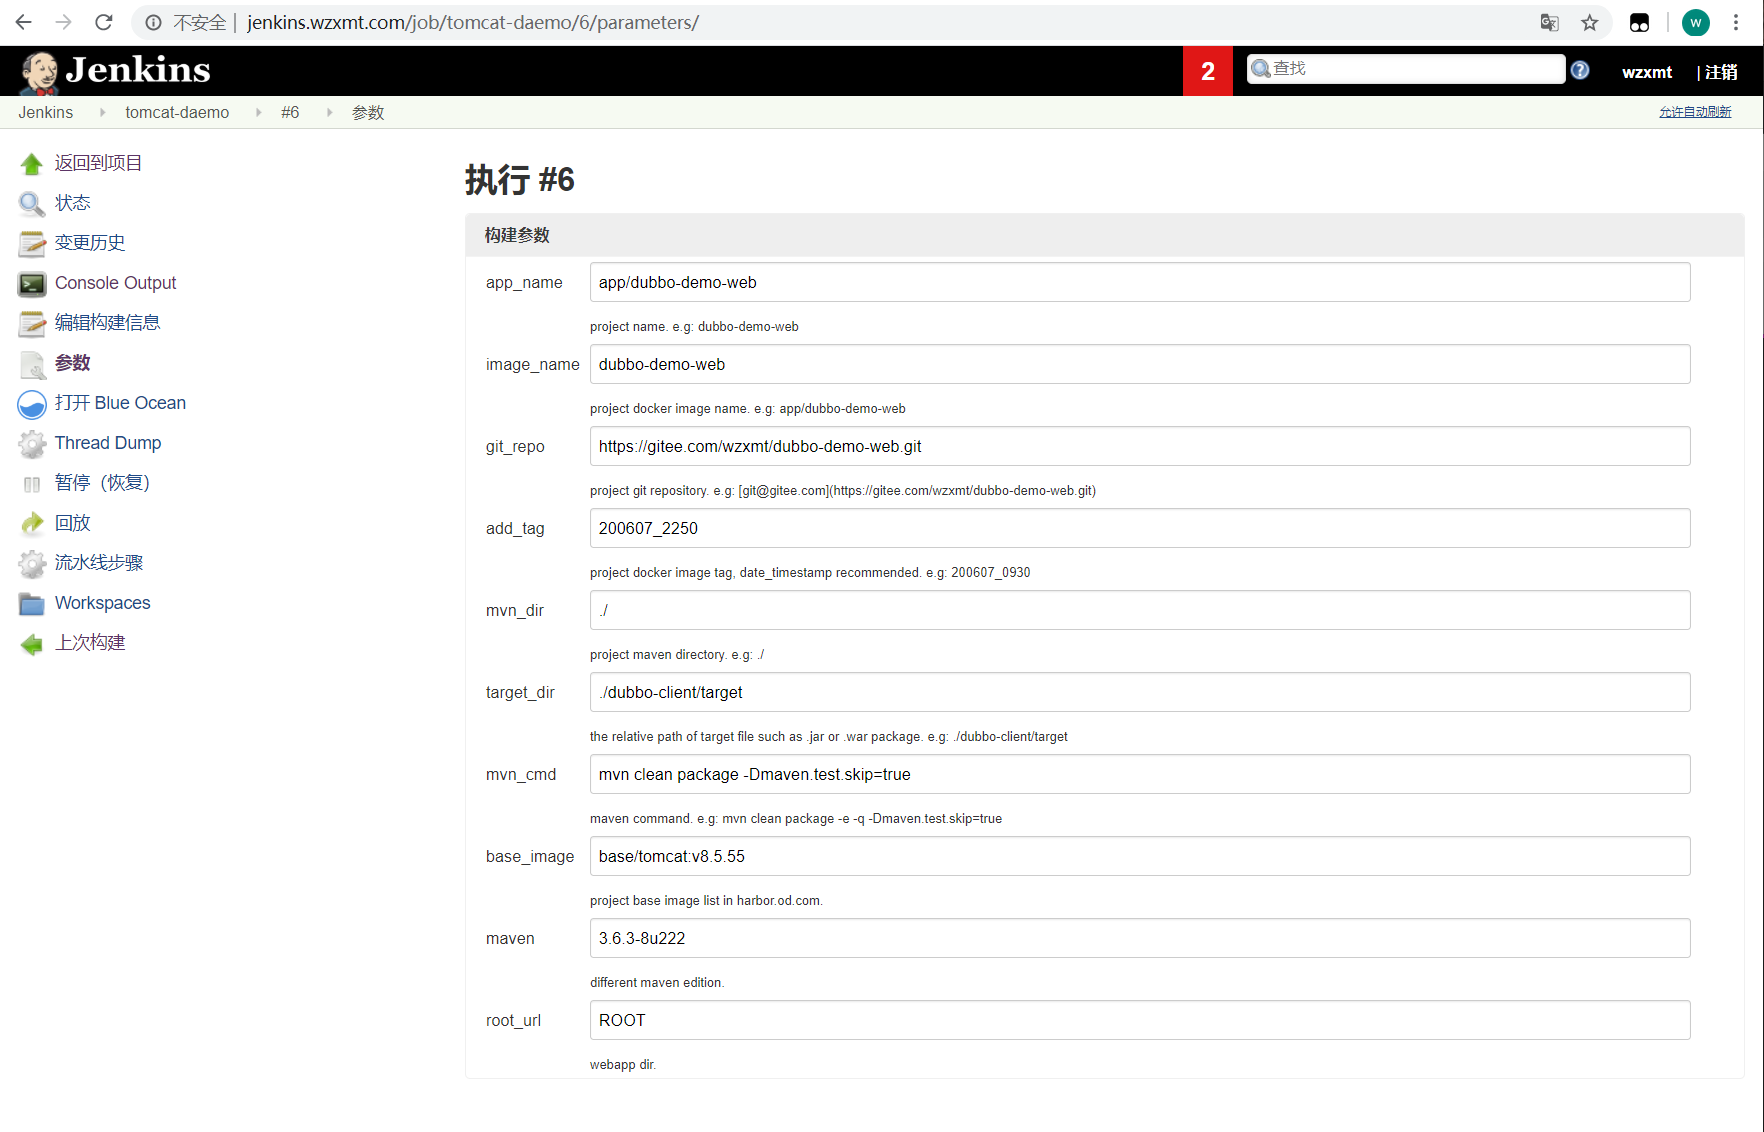 不安全 | jenkins.wzxmt.com/job/tomcat-daemo/6/parameters/
W
Jenkins
2
查找
wzxmt
| 注销
Jenkins
tomcat-daemo
#6
参数
允许自动刷新
返回到项目
状态
变更历史
Console Output
编辑构建信息
参数
打开 Blue Ocean
Thread Dump
暂停（恢复）
回放
流水线步骤
Workspaces
上次构建
执行 #6
构建参数
app_name
app/dubbo-demo-web
project name. e.g: dubbo-demo-web
image_name
dubbo-demo-web
project docker image name. e.g: app/dubbo-demo-web
git_repo
https://gitee.com/wzxmt/dubbo-demo-web.git
project git repository. e.g: [git@gitee.com](https://gitee.com/wzxmt/dubbo-demo-web.git)
add_tag
200607_2250
project docker image tag, date_timestamp recommended. e.g: 200607_0930
mvn_dir
./
project maven directory. e.g: ./
target_dir
./dubbo-client/target
the relative path of target file such as .jar or .war package. e.g: ./dubbo-client/target
mvn_cmd
mvn clean package -Dmaven.test.skip=true
maven command. e.g: mvn clean package -e -q -Dmaven.test.skip=true
base_image
base/tomcat:v8.5.55
project base image list in harbor.od.com.
maven
3.6.3-8u222
different maven edition.
root_url
ROOT
webapp dir.